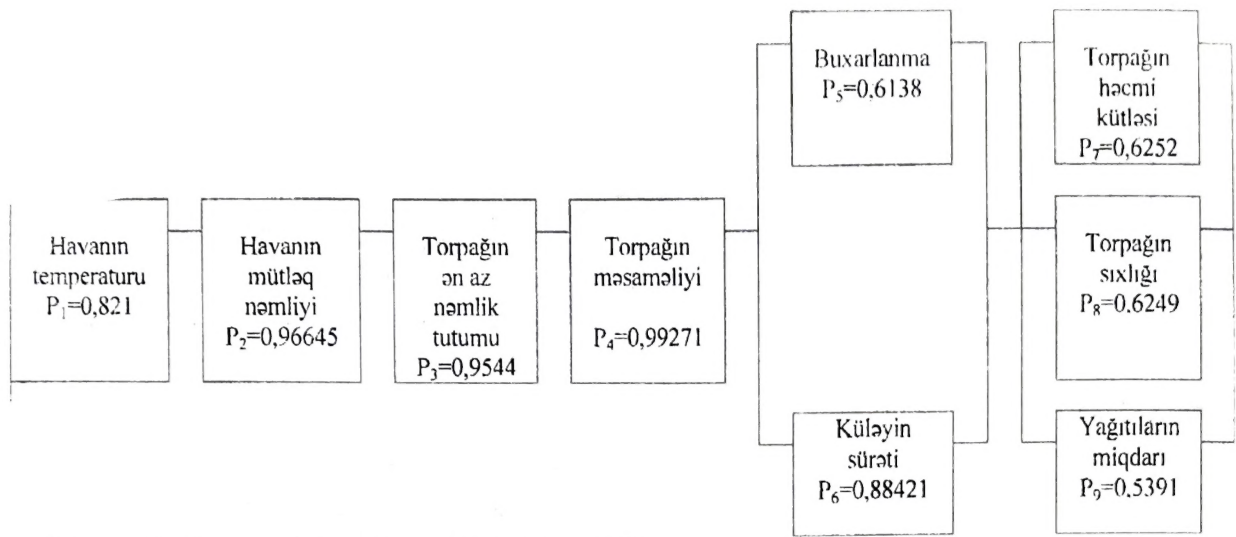 Havanın
temperaturu
P₁=0,821
Havanın
mütləq
nəmliyi
P₂=0,96645
Torpağın
ən az
nəmlik
tutumu
P₃=0,9544
Torpağın
məsaməliyi
P₄=0,99271
Buxarlanma
P₅=0,6138
Küləyin
sürəti
P₆=0,88421
Torpağın
həcmi
kütləsi
P₇=0,6252
Torpağın
sıxlığı
P₈=0.6249
Yağıtıların
miqdarı
P₉=0.5391